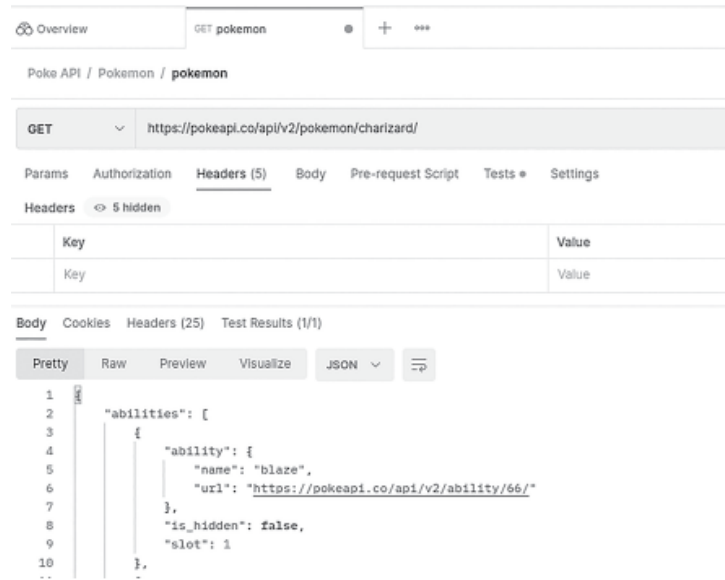 Overview GET pokemon + •••
Poke API / Pokemon / pokemon
GET https://pokeapi.co/api/v2/pokemon/charizard/
Params Authorization Headers (5) Body Pre-request Script Tests Settings
Headers 5 hidden
Key Value
Key Value
Body Cookies Headers (25) Test Results (1/1)
Pretty Raw Preview Visualize JSON
1 {
2 "abilities": [
3 {
4 "ability": {
5 "name": "blaze",
6 "url": "https://pokeapi.co/api/v2/ability/66/"
7 },
8 "is_hidden": false,
9 "slot": 1
10 },